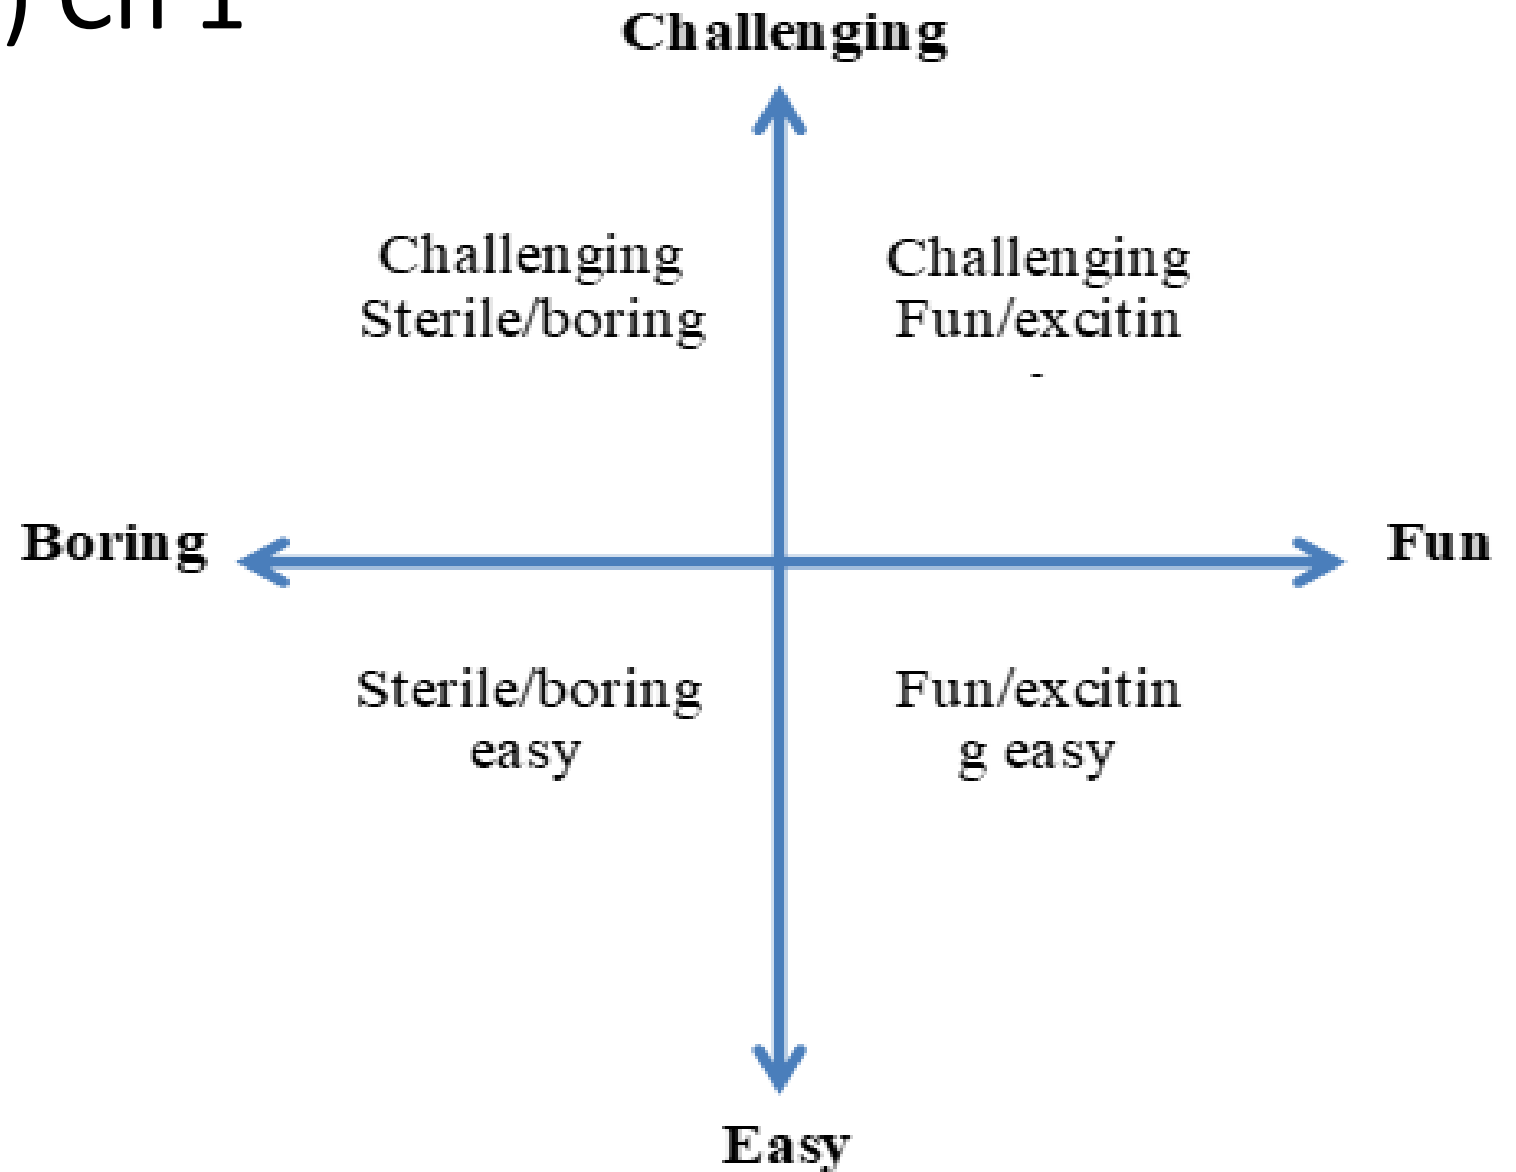 ) Ch 1
Challenging
Challenging
Sterile/boring
Challenging
Fun/excitin
Boring
Fun
Sterile/boring
easy
Fun/excitin
g easy
Easy